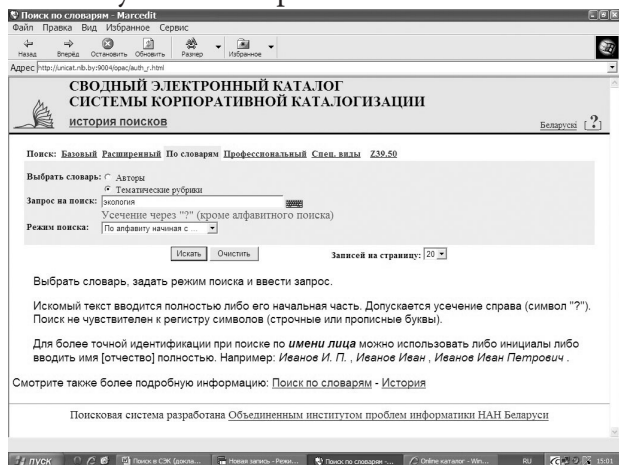 Поиск по словарям - Marcedit
Файл Правка Вид Избранное Сервис
Назад Вперёд Остановить Обновить Размер Избранное
Адрес http://unicat.nlb.by:9004/opac/auth_r.html
СВОДНЫЙ ЭЛЕКТРОННЫЙ КАТАЛОГ
СИСТЕМЫ КОРПОРАТИВНОЙ КАТАЛОГИЗАЦИИ
история поисков
Беларускі [?]
Поиск: Базовый Расширенный По словарям Профессиональный Спец. виды Z39.50
Выбрать словарь: Авторы
Тематические рубрики
Запрос на поиск: экология
Усечение через "?" (кроме алфавитного поиска)
Режим поиска: По алфавиту начиная с ...
Искать Очистить Записей на страницу: 20
Выбрать словарь, задать режим поиска и ввести запрос.
Искомый текст вводится полностью либо его начальная часть. Допускается усечение справа (символ "?").
Поиск не чувствителен к регистру символов (строчные или прописные буквы).
Для более точной идентификации при поиске по имени лица можно использовать либо инициалы либо
вводить имя [отчество] полностью. Например: Иванов И. П. , Иванов Иван , Иванов Иван Петрович .
Смотрите также более подробную информацию: Поиск по словарям - История
Поисковая система разработана Объединенным институтом проблем информатики НАН Беларуси
пуск Поиск в СЭК [докла... Новая запись - Режи... Поиск по словарям -... Online каталог - Win... RU 15:01